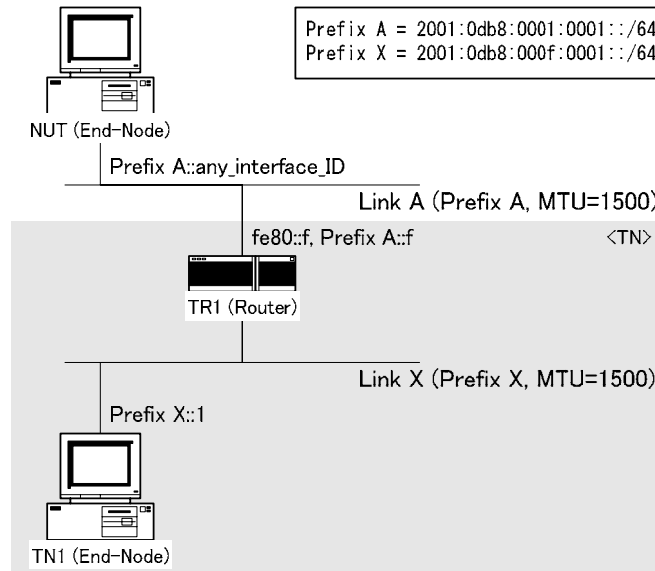 Prefix A = 2001:0db8:0001:0001::/64
Prefix X = 2001:0db8:000f:0001::/64
NUT (End-Node)
Prefix A::any_interface_ID
Link A (Prefix A, MTU=1500)
fe80::f, Prefix A::f
<TN>
TR1 (Router)
Link X (Prefix X, MTU=1500)
Prefix X::1
TN1 (End-Node)